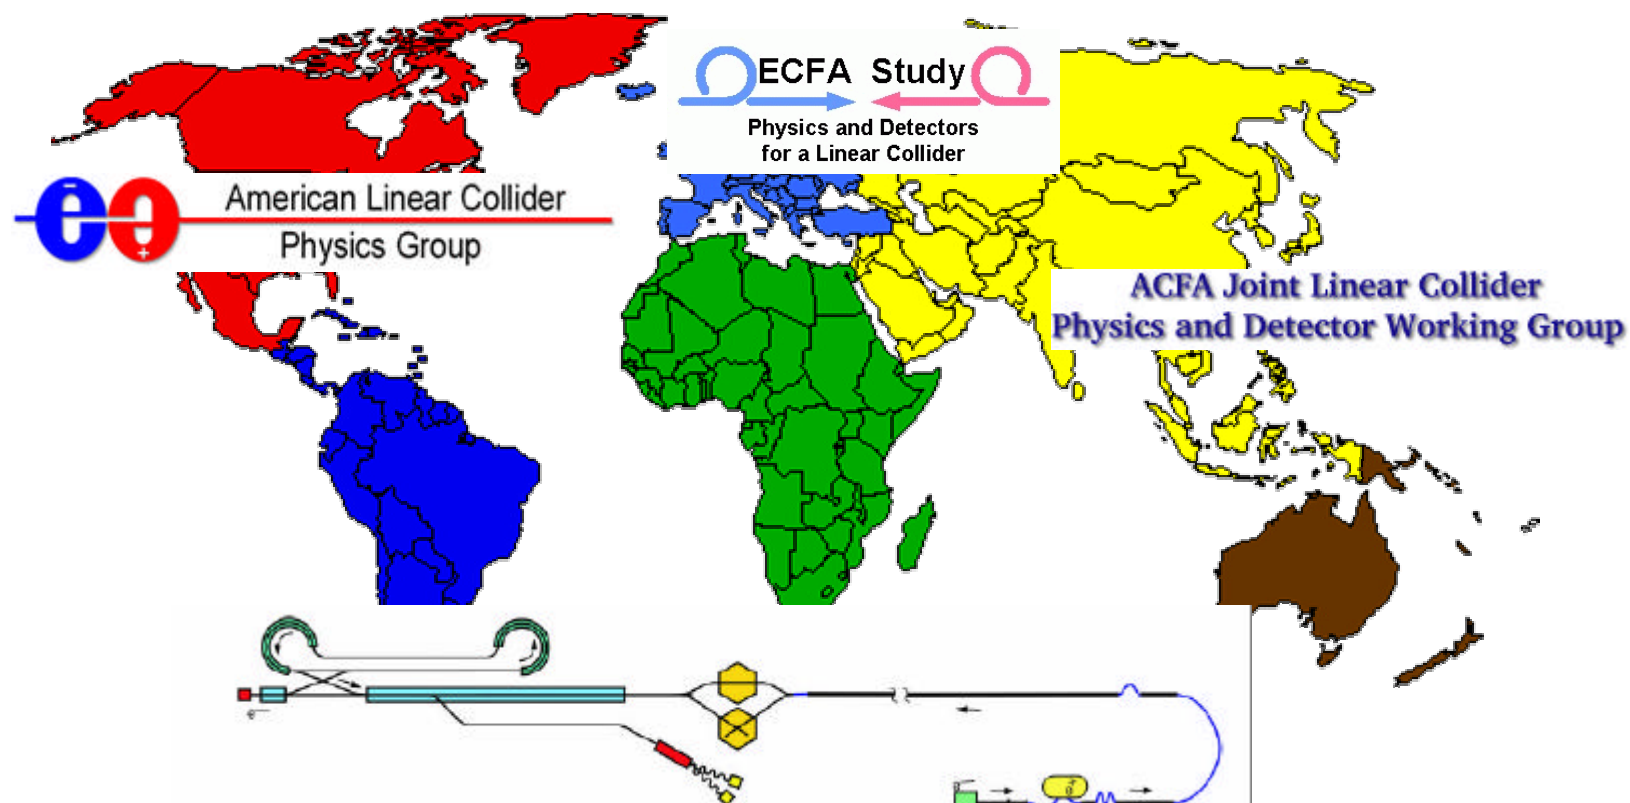 ECFA Study
Physics and Detectors
for a Linear Collider
American Linear Collider
Physics Group
ACFA Joint Linear Collider
Physics and Detector Working Group